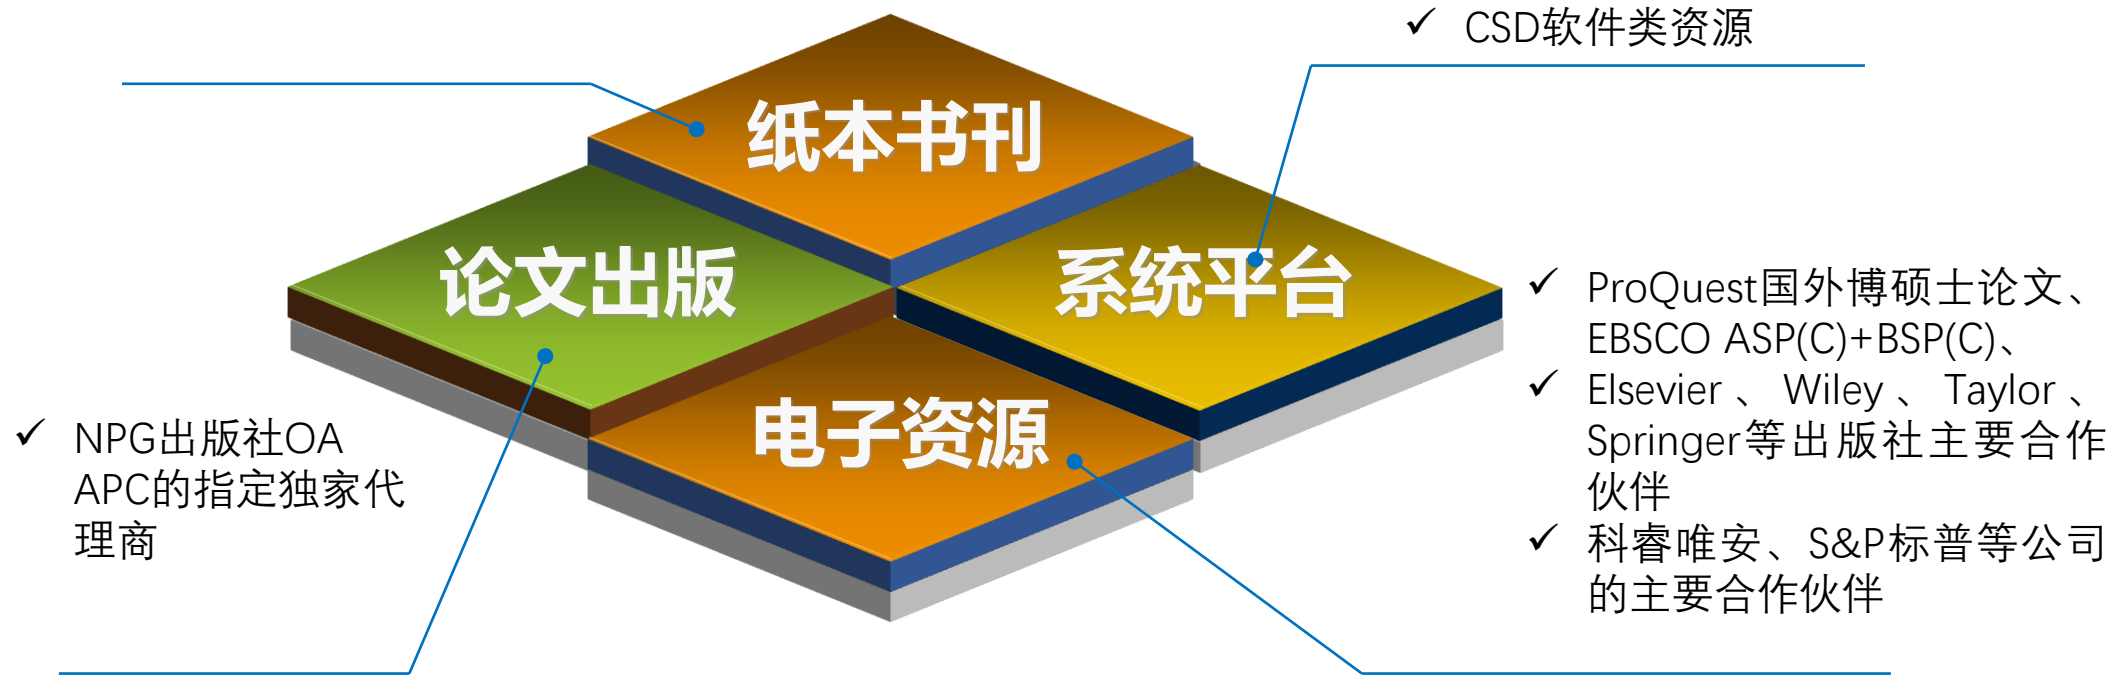 ✓ CSD软件类资源
纸本书刊
论文出版
系统平台
电子资源
✓ NPG出版社OA
APC的指定独家代
理商
✓ ProQuest国外博硕士论文、
EBSCO ASP(C)+BSP(C)、
✓ Elsevier 、 Wiley 、 Taylor 、
Springer等出版社主要合作
伙伴
✓ 科睿唯安、S&P标普等公司
的主要合作伙伴